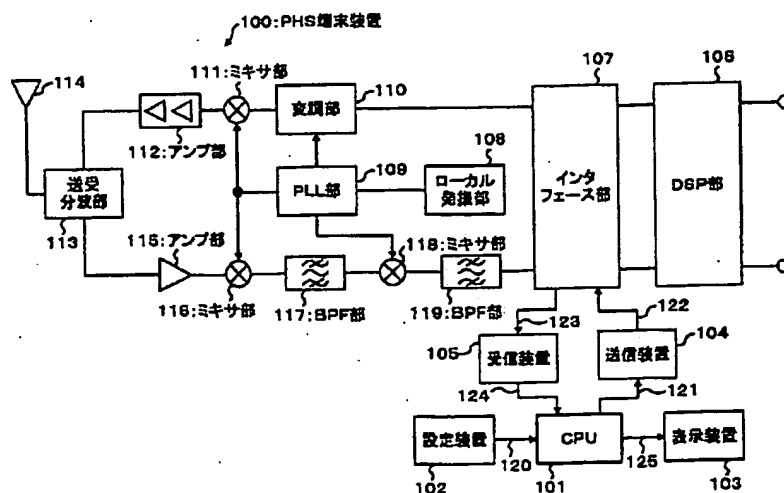 100:PHS端末装置
114
111:ミキサ部
変調部
110
107
106
112:アンプ部
送受
分波部
113
PLL部
109
108
ローカル
発振部
インタ
フェース部
DSP部
115:アンプ部
116:ミキサ部
117:BPF部
118:ミキサ部
119:BPF部
123
122
105
受信装置
送信装置
104
124
121
設定装置
120
CPU
125
表示装置
102
101
103